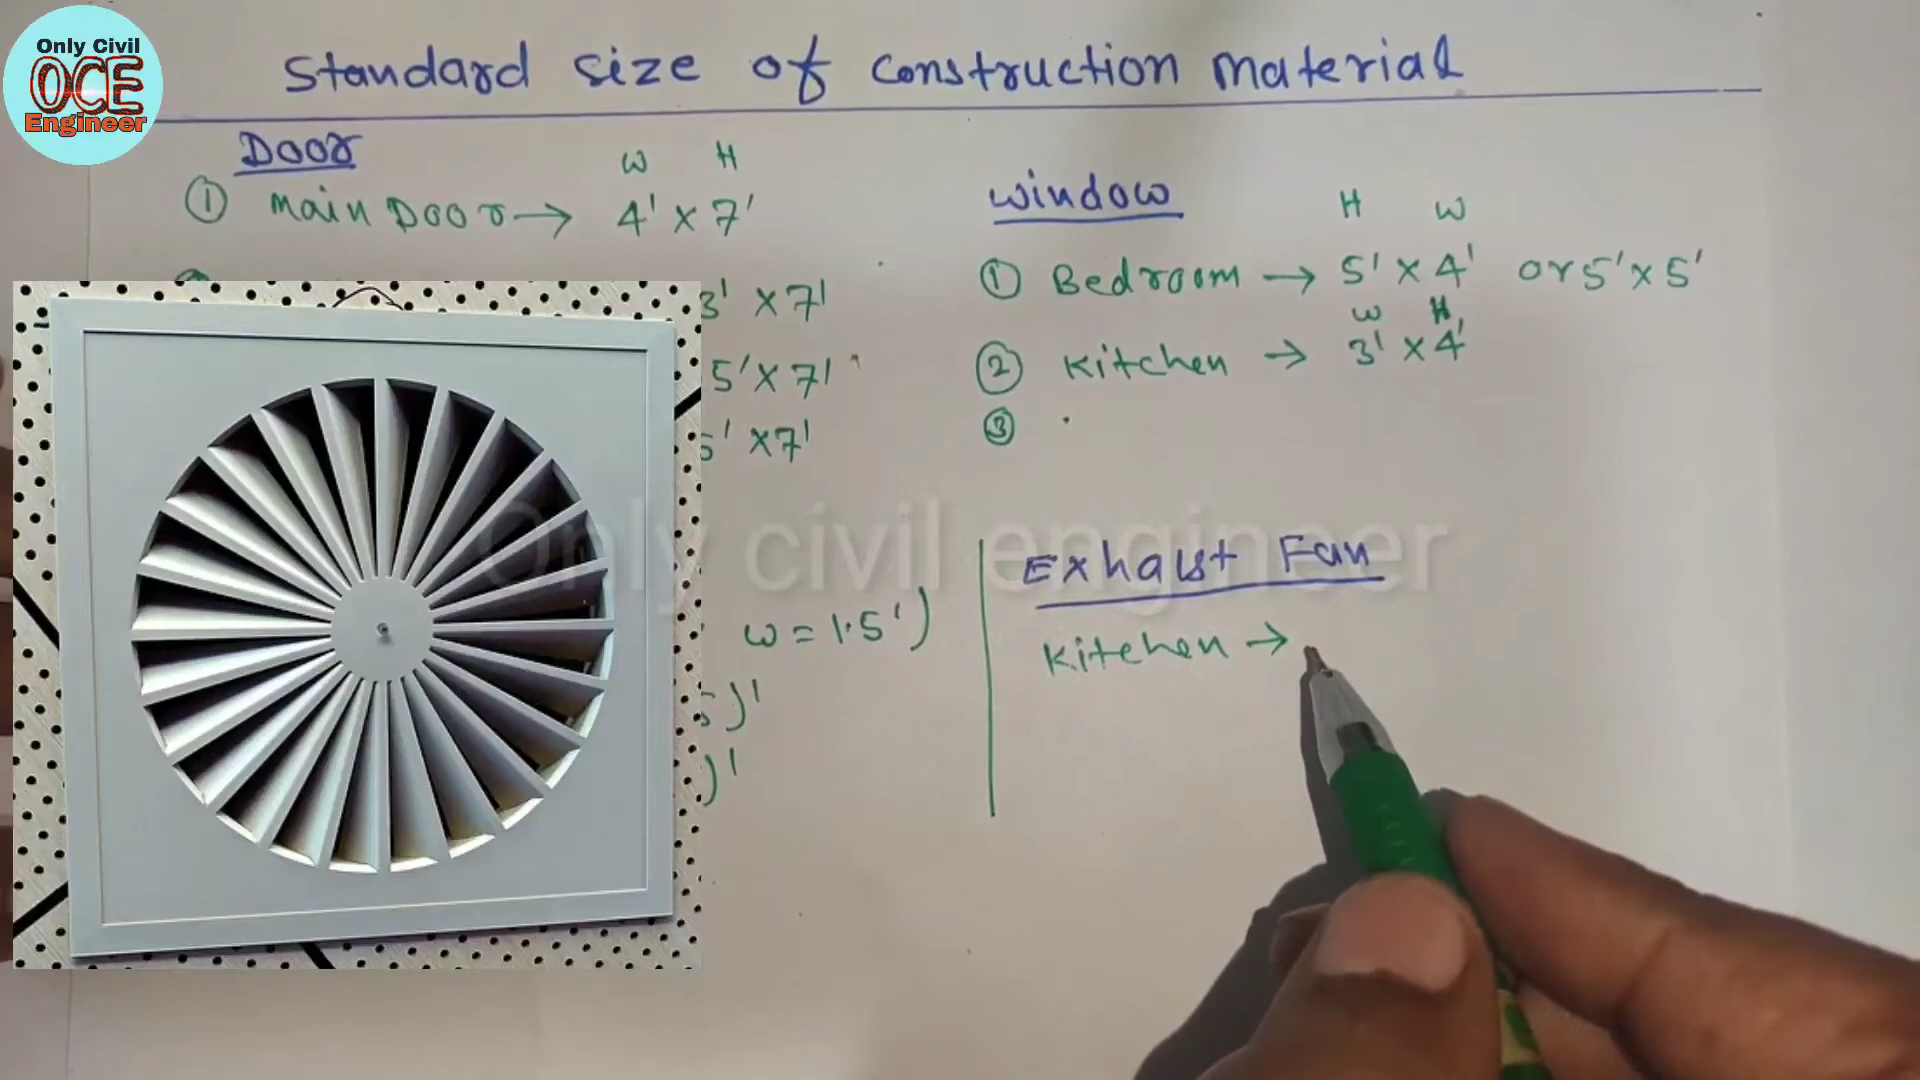 Only Civil
OCE
Engineer
Standard size of construction material
Door
W H
① Main Door → 4' x 7'
3' x 7'
5' x 7'
5' x 7'
w = 1.5')
)'
)'
Window
H W
① Bedroom → 5' x 4' or 5' x 5'
W H
② Kitchen → 3' x 4'
③
Only civil engineer
Exhaust Fan
Kitchen →